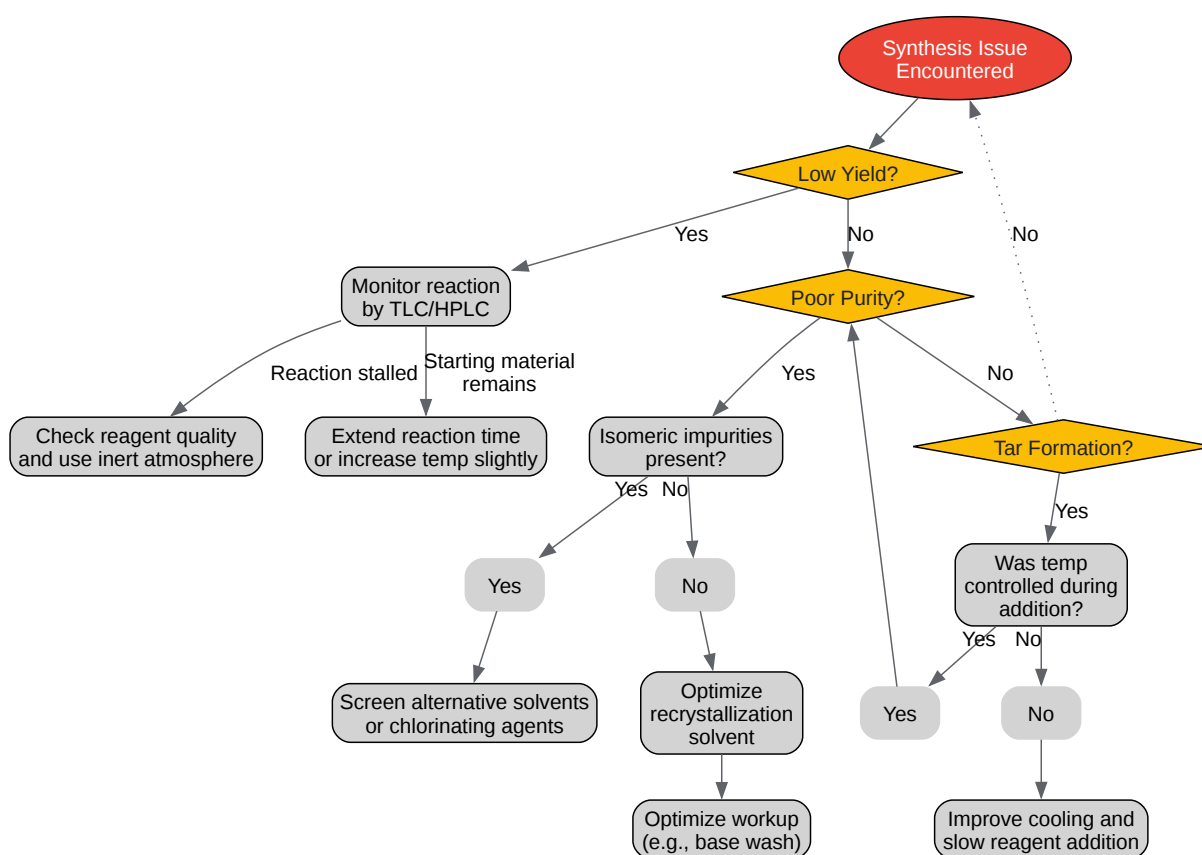 Synthesis Issue
Encountered
Low Yield?
Yes
No
No
Monitor reaction
by TLC/HPLC
Poor Purity?
Reaction stalled
Starting material
remains
Yes
No
Check reagent quality
and use inert atmosphere
Extend reaction time
or increase temp slightly
Isomeric impurities
present?
Tar Formation?
Yes
No
Yes
Yes
No
Was temp
controlled during
addition?
Yes
No
Screen alternative solvents
or chlorinating agents
Optimize
recrystallization
solvent
Yes
No
Optimize workup
(e.g., base wash)
Improve cooling and
slow reagent addition